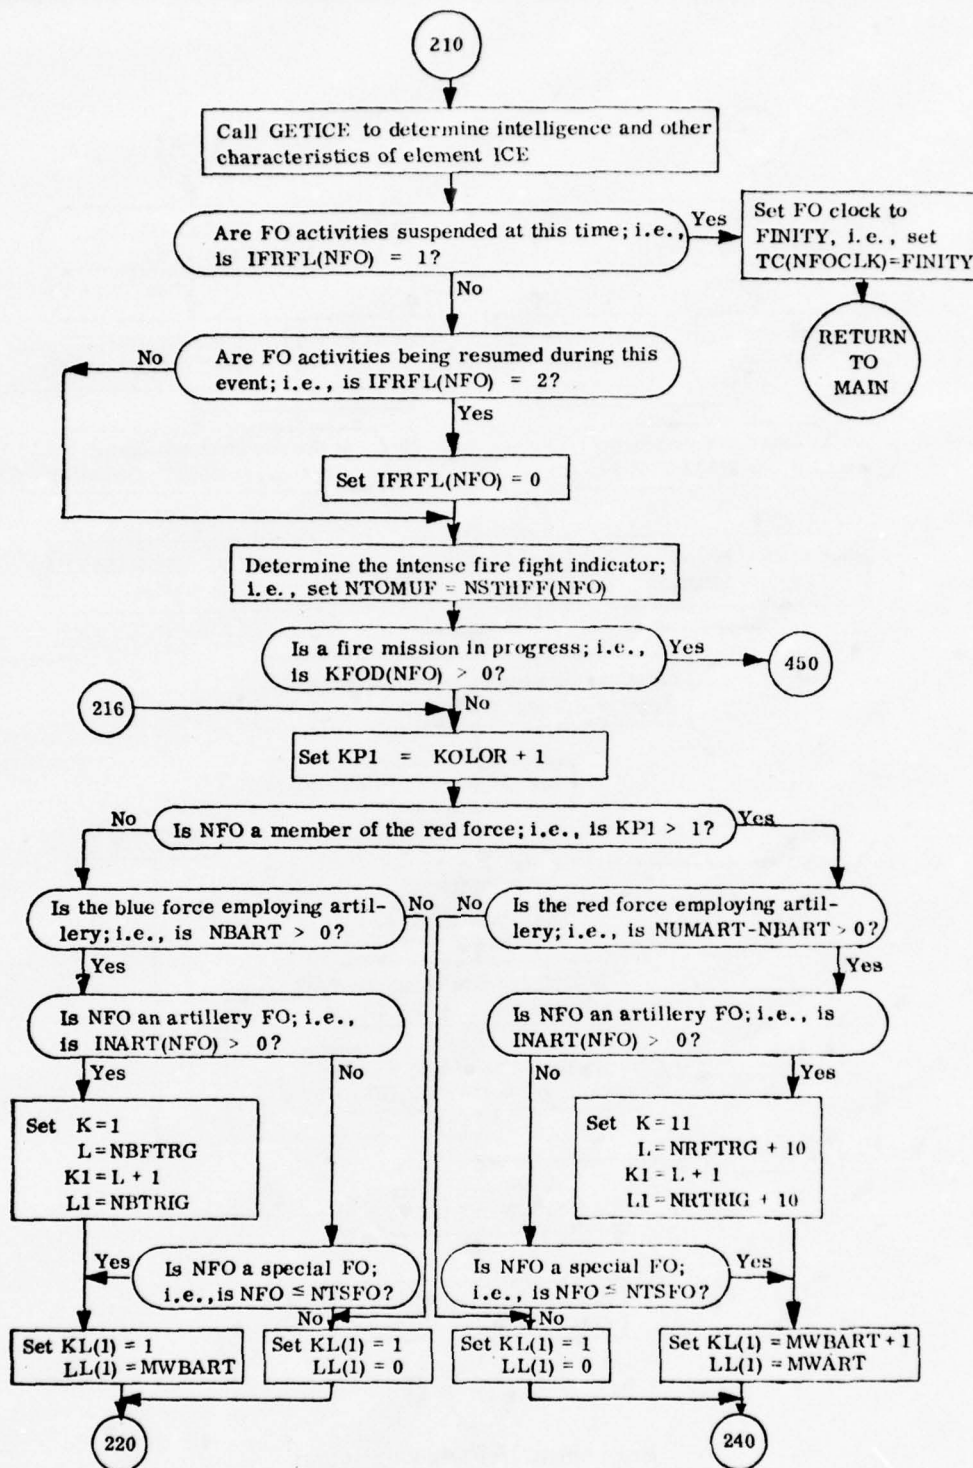 210
Call GETICE to determine intelligence and other
characteristics of element ICE
Are FO activities suspended at this time; i.e.,
is IFRFL(NFO) = 1?
Yes
Set FO clock to
FINITY, i.e., set
TC(NFOCLK)=FINITY
No
RETURN
TO
MAIN
Are FO activities being resumed during this
event; i.e., is IFRFL(NFO) = 2?
No
Yes
Set IFRFL(NFO) = 0
Determine the intense fire fight indicator;
i.e., set NTOMUF = NSTHFF(NFO)
Is a fire mission in progress; i.e.,
is KFOD(NFO) > 0?
Yes
450
No
216
Set KP1 = KOLOR + 1
Is NFO a member of the red force; i.e., is KP1 > 1?
No
Yes
Is the blue force employing artil-
lery; i.e., is NBART > 0?
No
No
Is the red force employing artil-
lery; i.e., is NUMART-NBART > 0?
Yes
Yes
Is NFO an artillery FO; i.e.,
is INART(NFO) > 0?
Is NFO an artillery FO; i.e., is
INART(NFO) > 0?
Yes
No
No
Yes
Set K=1
L=NBFTRG
K1=L + 1
L1=NBTRIG
Set K=11
L=NRFTRG + 10
K1=L + 1
L1=NRTRIG + 10
Yes
Is NFO a special FO;
i.e., is NFO ≤ NTSFO?
Is NFO a special FO;
i.e., is NFO ≤ NTSFO?
Yes
No
No
Set KL(1) = 1
LL(1)=MWBART
Set KL(1) = 1
LL(1)=0
Set KL(1) = 1
LL(1)=0
Set KL(1) = MWBART + 1
LL(1)=MWART
220
240